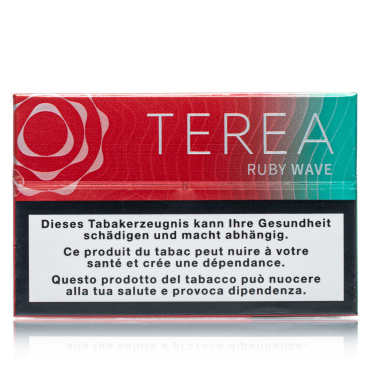 TEREA
RUBY WAVE
Dieses Tabakerzeugnis kann Ihre Gesundheit
schädigen und macht abhängig.
Ce produit du tabac peut nuire à votre
santé et crée une dépendance.
Questo prodotto del tabacco può nuocere
alla tua salute e provoca dipendenza.